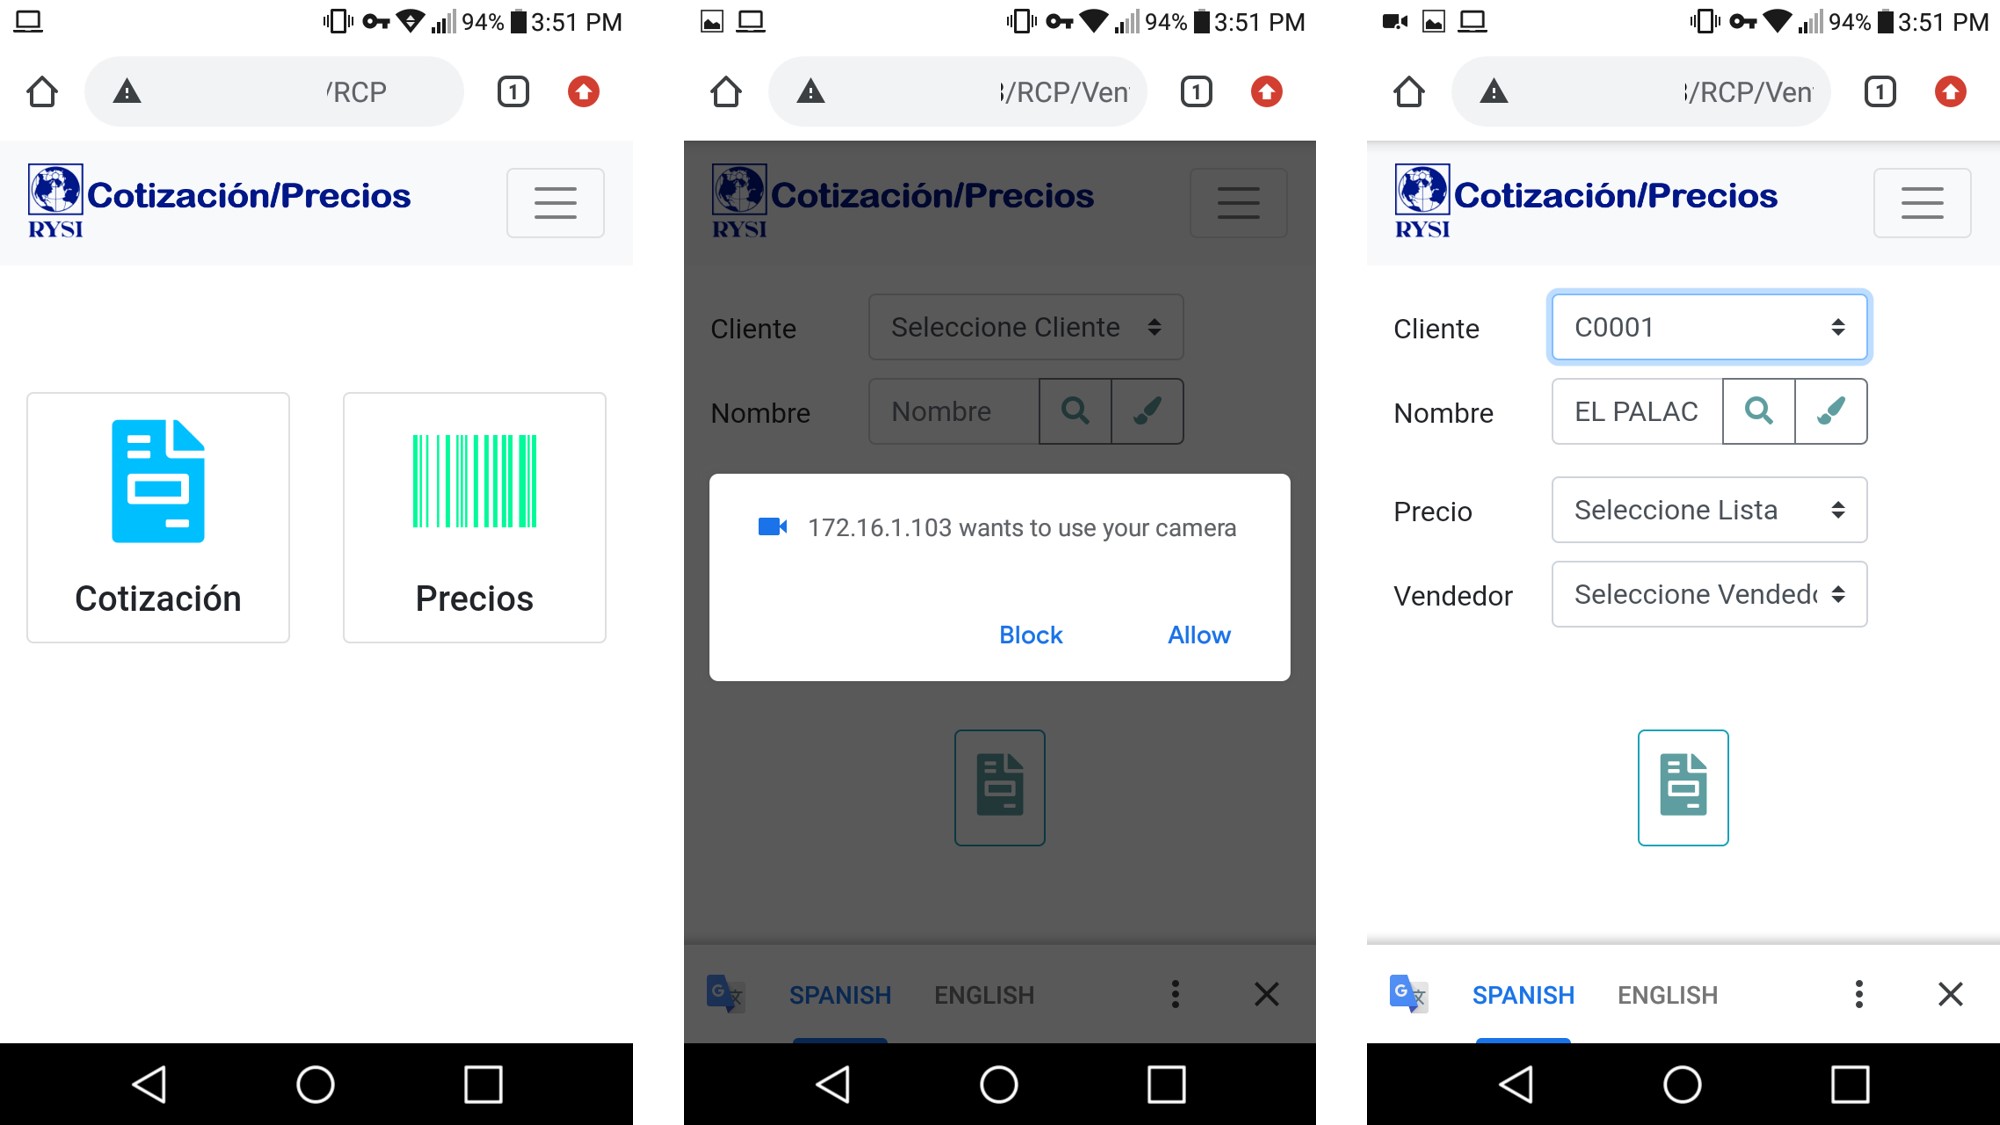 94% 3:51 PM
/RCP 1
RYSI Cotización/Precios
Cotización
Precios
94% 3:51 PM
/RCP/Ven 1
RYSI Cotización/Precios
Cliente Seleccione Cliente
Nombre Nombre
172.16.1.103 wants to use your camera
Block Allow
G 文 SPANISH ENGLISH
94% 3:51 PM
/RCP/Ven 1
RYSI Cotización/Precios
Cliente C0001
Nombre EL PALAC
Precio Seleccione Lista
Vendedor Seleccione Vended
G 文 SPANISH ENGLISH